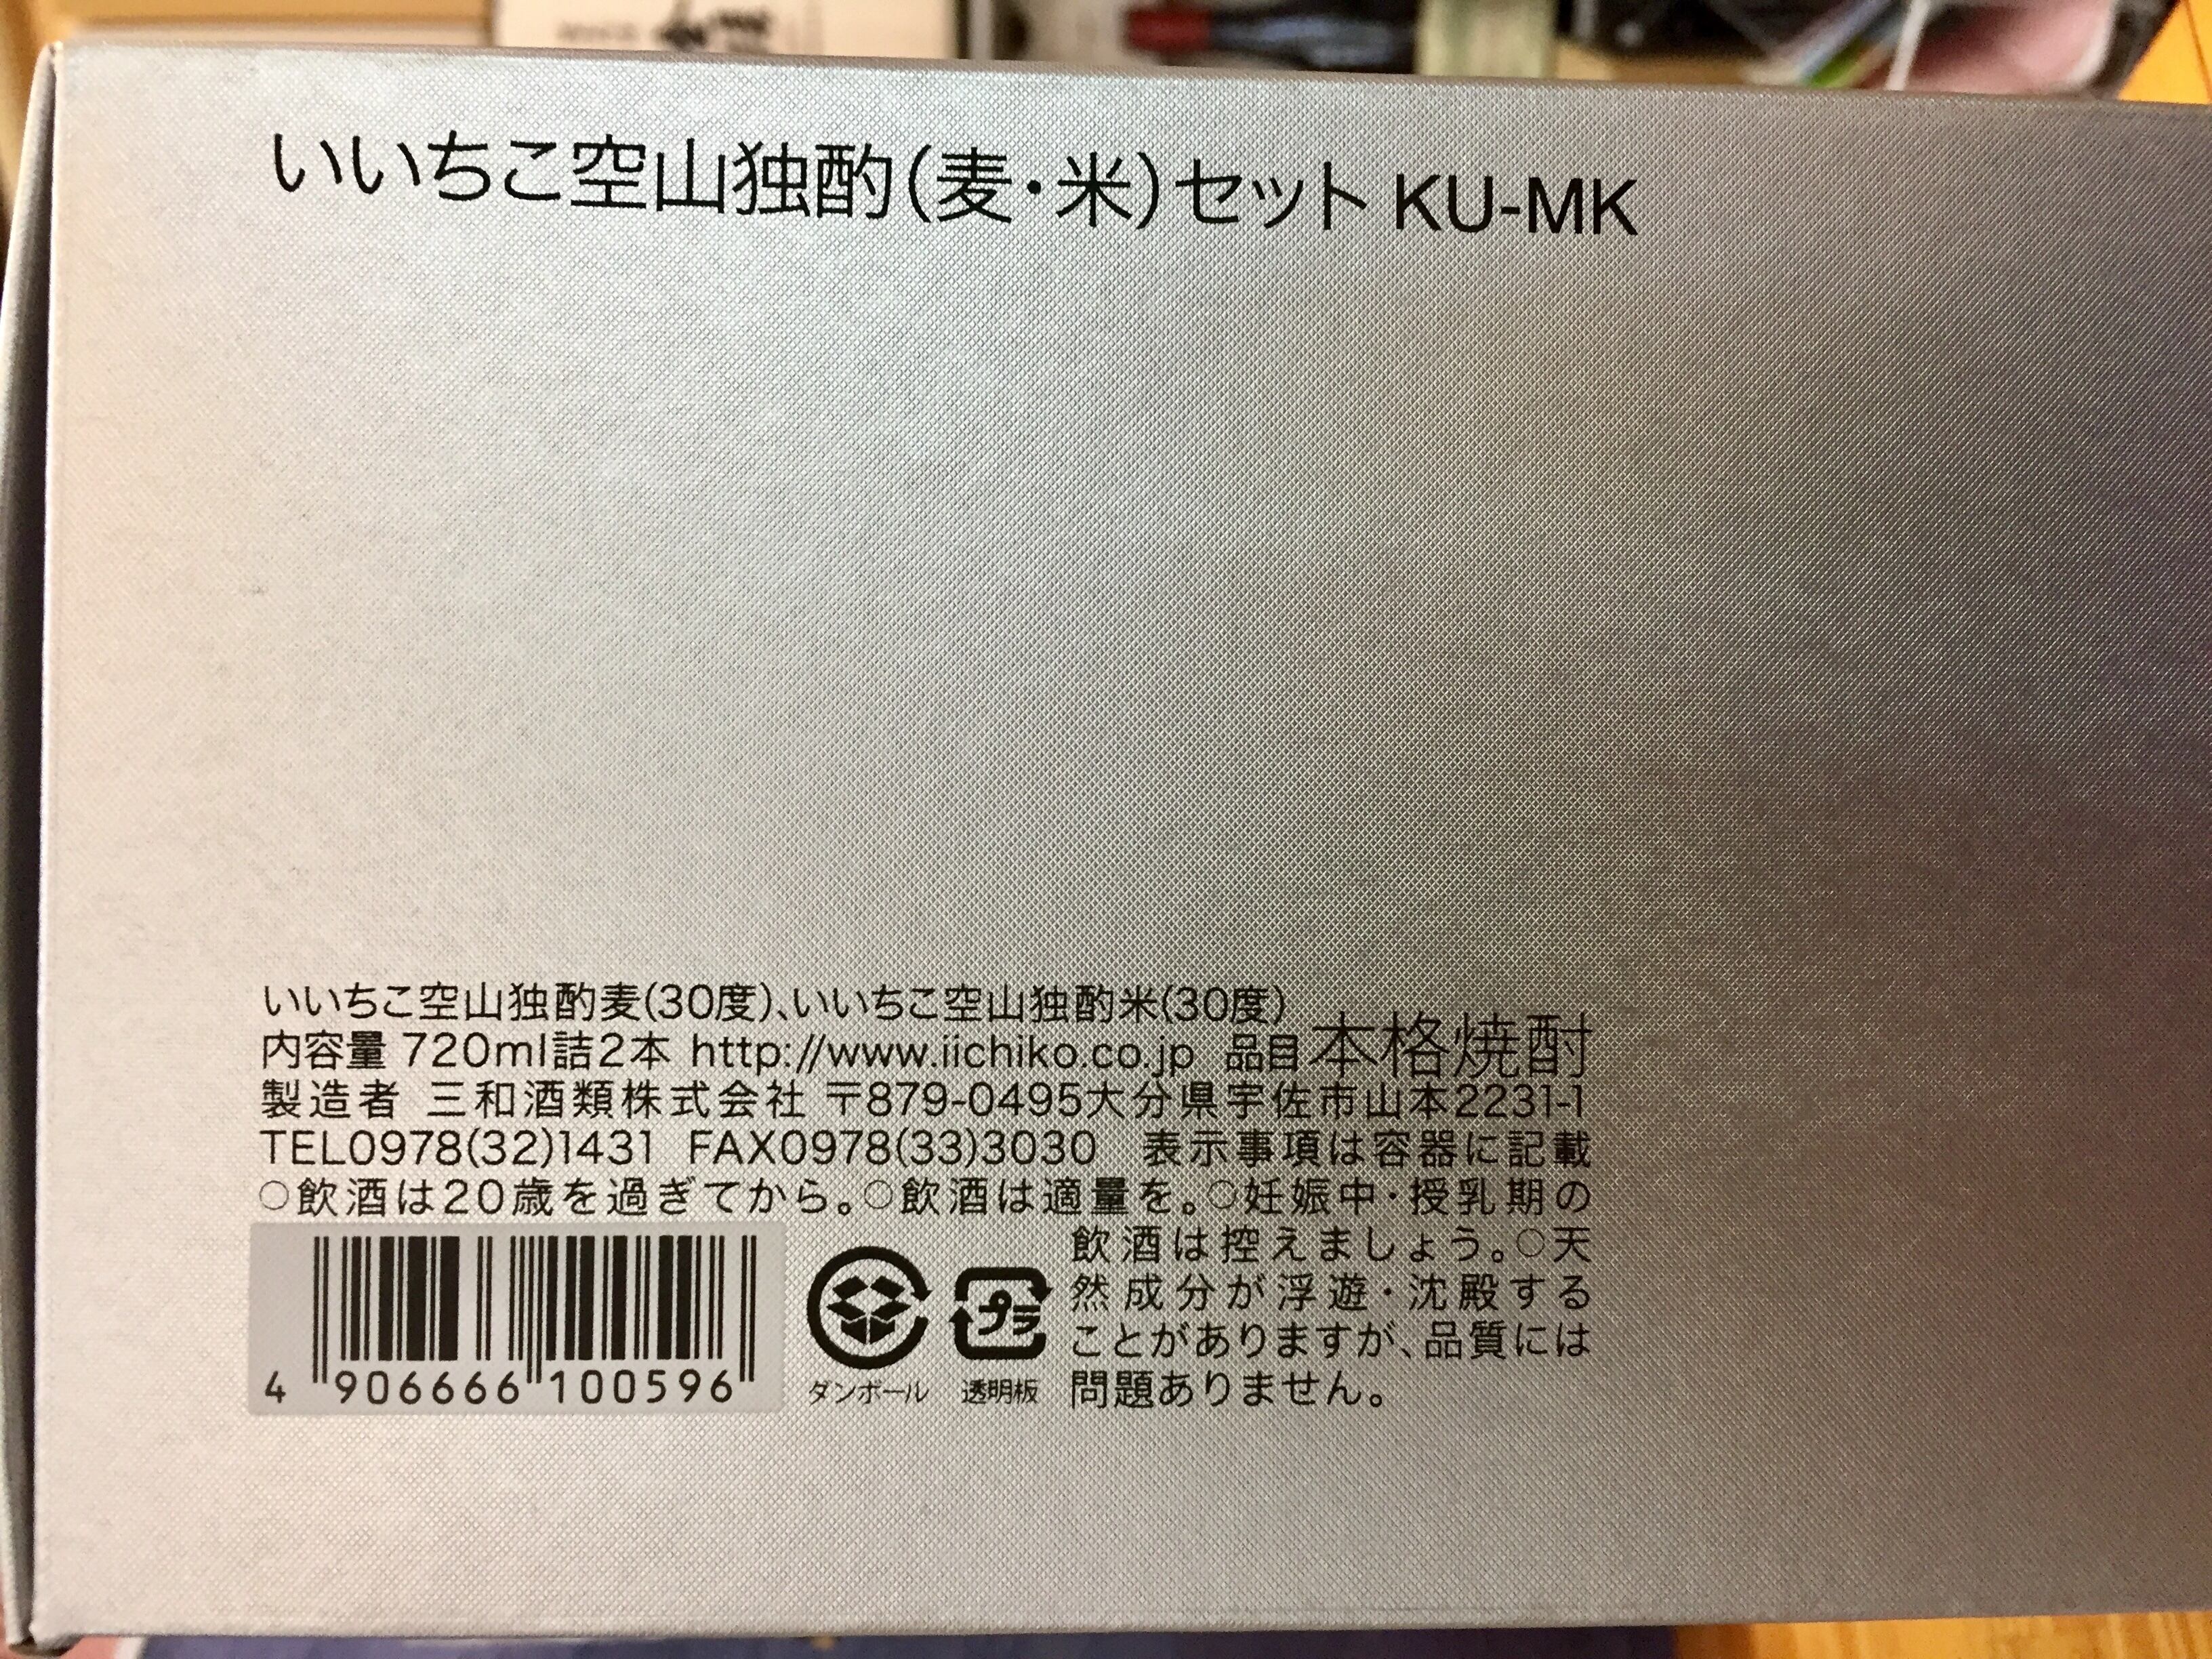 いいちこ空山独酌(麦・米)セット KU-MK
いいちこ空山独酌麦(30度)、いいちこ空山独酌米(30度)
内容量 720ml詰2本 http://www.iichiko.co.jp 品目本格焼酎
製造者 三和酒類株式会社 〒879-0495大分県宇佐市山本2231-1
TEL0978(32)1431 FAX0978(33)3030 表示事項は容器に記載
○飲酒は20歳を過ぎてから。○飲酒は適量を。○妊娠中・授乳期の
飲酒は控えましょう。○天
然成分が浮遊・沈殿する
ことがありますが、品質には
問題ありません。
プラ
ダンボール 透明板
4 906666 100596